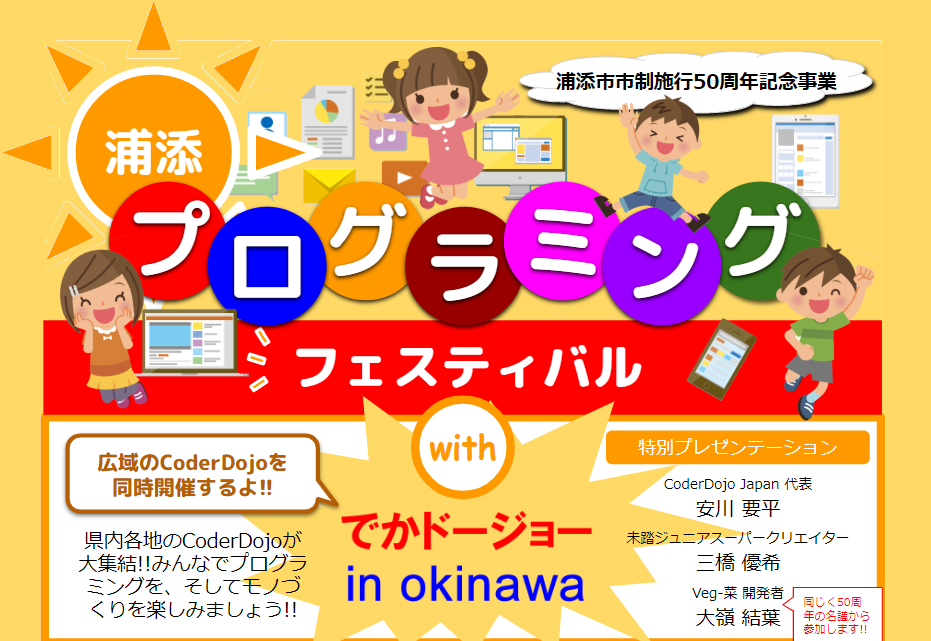 浦添市市制施行50周年記念事業
浦添
プログラミング
フェスティバル
with
でかドージョー
in okinawa
広域のCoderDojoを
同時開催するよ!!
県内各地のCoderDojoが
大集結!!みんなでプログラ
ミングを、そしてモノづ
くりを楽しみましょう!!
特別プレゼンテーション
CoderDojo Japan 代表
安川 要平
未踏ジュニアスーパークリエイター
三橋 優希
Veg-菜 開発者
大嶺 結葉
同じく50周
年の名護から
参加します!!